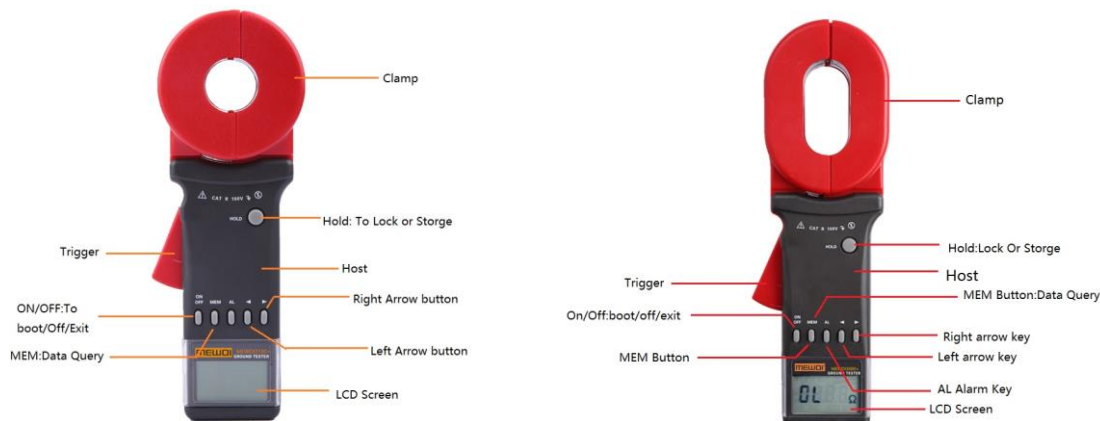 Clamp
CAT II 100V
HOLD
Hold: To Lock or Storge
Trigger
Host
ON
OFF
MEM
AL
ON/OFF:To
boot/Off/Exit
Right Arrow button
MEM:Data Query
Left Arrow button
MEWOI
GROUND TESTER
LCD Screen
Clamp
HOLD
Hold:Lock Or Storge
Host
Trigger
MEM Button:Data Query
On/Off:boot/off/exit
ON
OFF
MEM
AL
Right arrow key
MEM Button
Left arrow key
MEWOI
GROUND TESTER
AL Alarm Key
OL
Ω
LCD Screen